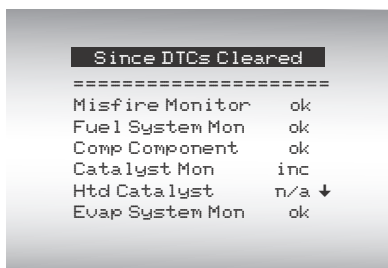 Since DTCs Cleared
=====================
Misfire Monitor ok
Fuel System Mon ok
Comp Component ok
Catalyst Mon inc
Htd Catalyst n/a ↓
Evap System Mon ok